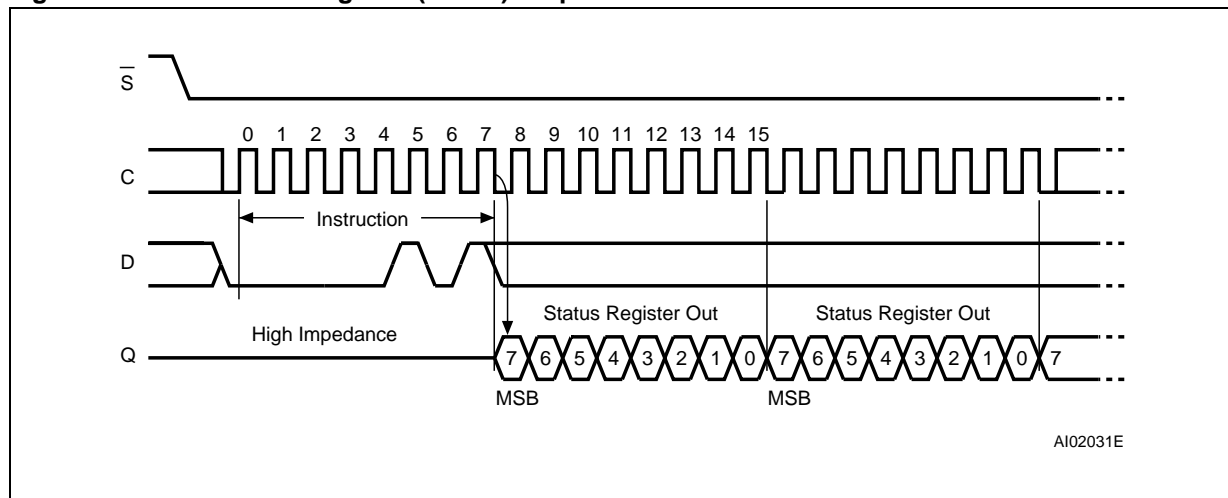 S
0 1 2 3 4 5 6 7 8 9 10 11 12 13 14 15
C
Instruction
D
High Impedance
Status Register Out Status Register Out
Q
7 6 5 4 3 2 1 0 7 6 5 4 3 2 1 0 7
MSB MSB
AI02031E